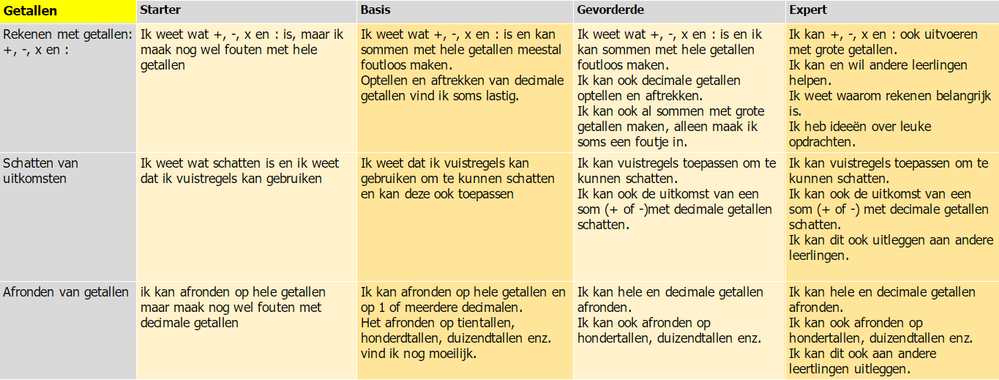 Getallen
Starter
Basis
Gevorderde
Expert
Rekenen met getallen:
+, -, x en :
Ik weet wat +, -, x en : is, maar ik
maak nog wel fouten met hele
getallen
Ik weet wat +, -, x en : is en kan
sommen met hele getallen meestal
foutloos maken.
Optellen en aftrekken van decimale
getallen vind ik soms lastig.
Ik weet wat +, -, x en : is en ik
kan sommen met hele getallen
foutloos maken.
Ik kan ook decimale getallen
optellen en aftrekken.
Ik kan ook al sommen met grote
getallen maken, alleen maak ik
soms een foutje in.
Ik kan +, -, x en : ook uitvoeren
met grote getallen.
Ik kan en wil andere leerlingen
helpen.
Ik weet waarom rekenen belangrijk
is.
Ik heb ideeën over leuke
opdrachten.
Schatten van
uitkomsten
Ik weet wat schatten is en ik weet
dat ik vuistregels kan gebruiken
Ik weet dat ik vuistregels kan
gebruiken om te kunnen schatten
en kan deze ook toepassen
Ik kan vuistregels toepassen om te
kunnen schatten.
Ik kan ook de uitkomst van een
som (+ of -)met decimale getallen
schatten.
Ik kan vuistregels toepassen om te
kunnen schatten.
Ik kan ook de uitkomst van een
som (+ of -) met decimale getallen
schatten.
Ik kan dit ook uitleggen aan andere
leerlingen.
Afronden van getallen
ik kan afronden op hele getallen
maar maak nog wel fouten met
decimale getallen
Ik kan afronden op hele getallen en
op 1 of meerdere decimalen.
Het afronden op tientallen,
honderdtallen, duizendtallen enz.
vind ik nog moeilijk.
Ik kan hele en decimale getallen
afronden.
Ik kan ook afronden op
hondertallen, duizendtallen enz.
Ik kan hele en decimale getallen
afronden.
Ik kan ook afronden op
hondertallen, duizendtallen enz.
Ik kan dit ook aan andere
leertlingen uitleggen.